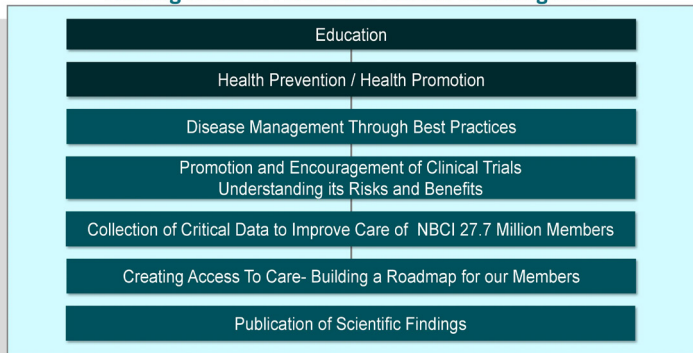 Education
Health Prevention / Health Promotion
Disease Management Through Best Practices
Promotion and Encouragement of Clinical Trials
Understanding its Risks and Benefits
Collection of Critical Data to Improve Care of NBCI 27.7 Million Members
Creating Access To Care- Building a Roadmap for our Members
Publication of Scientific Findings